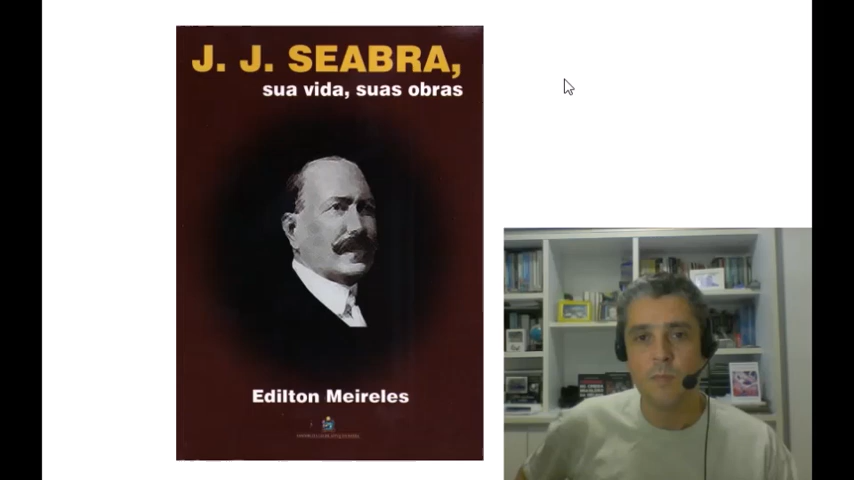 J. J. SEABRA,
sua vida, suas obras
Edilton Meireles